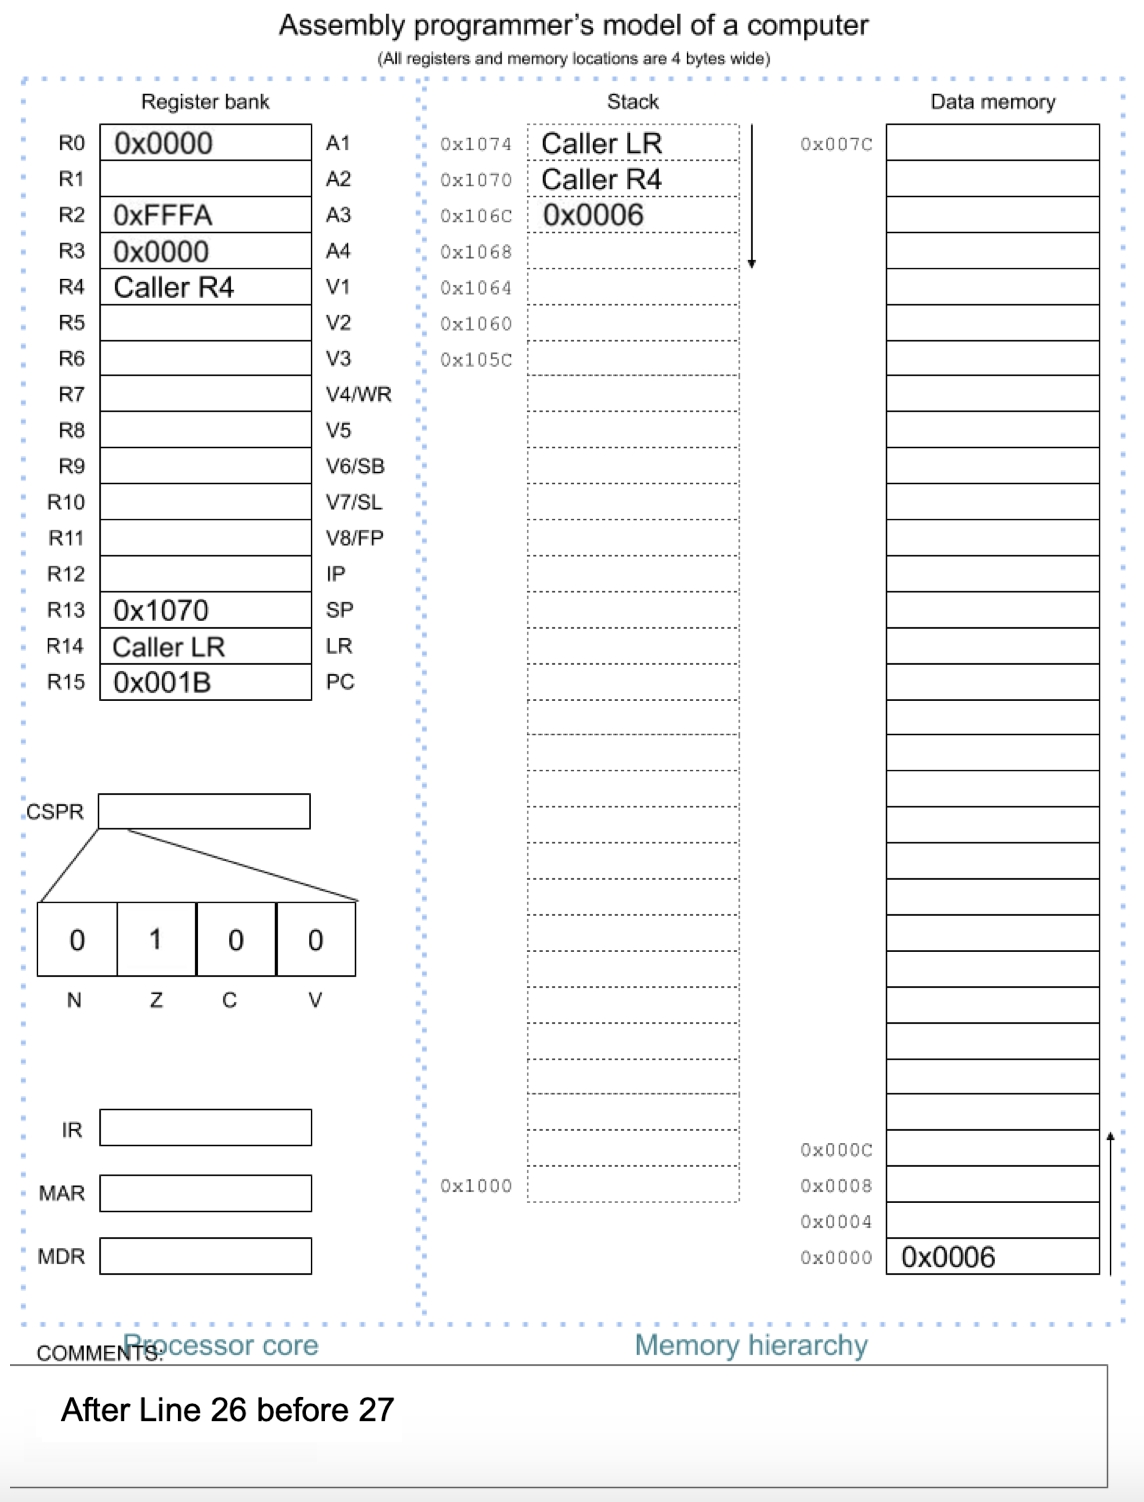 Assembly programmer's model of a computer
(All registers and memory locations are 4 bytes wide)
Register bank
Stack
Data memory
R0 0x0000 A1
R1 A2
R2 0xFFFA A3
R3 0x0000 A4
R4 Caller R4 V1
R5 V2
R6 V3
R7 V4/WR
R8 V5
R9 V6/SB
R10 V7/SL
R11 V8/FP
R12 IP
R13 0x1070 SP
R14 Caller LR LR
R15 0x001B PC
CSPR
0 1 0 0
N Z C V
IR
MAR
MDR
0x1074 Caller LR
0x1070 Caller R4
0x106C 0x0006
0x1068
0x1064
0x1060
0x105C
0x1000
0x007C
0x000C
0x0008
0x0004
0x0000 0x0006
Processor core
Memory hierarchy
COMMENTS:
After Line 26 before 27